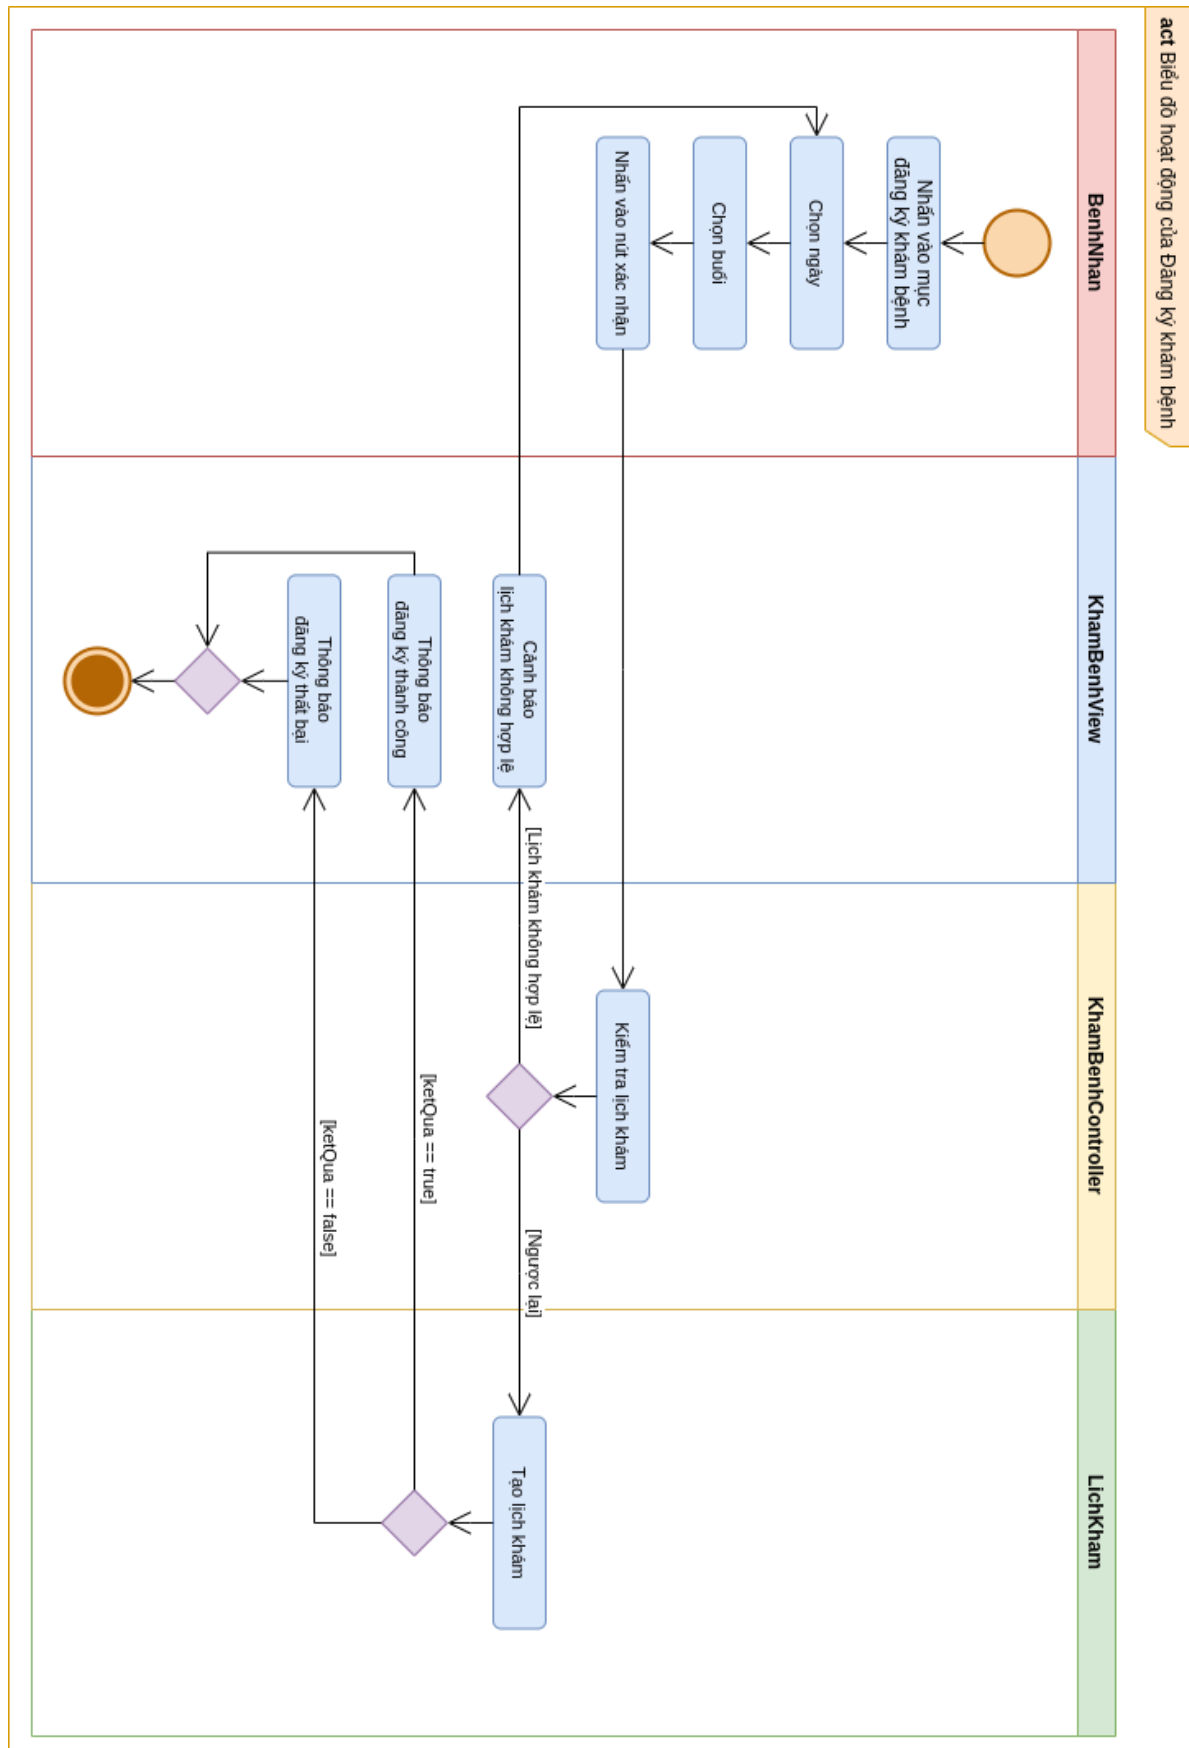 act Biểu đồ hoạt động của Đăng ký khám bệnh
BenhNhan
KhamBenhView
KhamBenhController
LichKham
Nhấn vào mục
đăng ký khám bệnh
Chọn ngày
Chọn buổi
Nhấn vào nút xác nhận
Kiểm tra lịch khám
Cảnh báo
lịch khám không hợp lệ
[Lịch khám không hợp lệ]
[Ngược lại]
Tạo lịch khám
Thông báo
đăng ký thành công
[ketQua == true]
Thông báo
đăng ký thất bại
[ketQua == false]